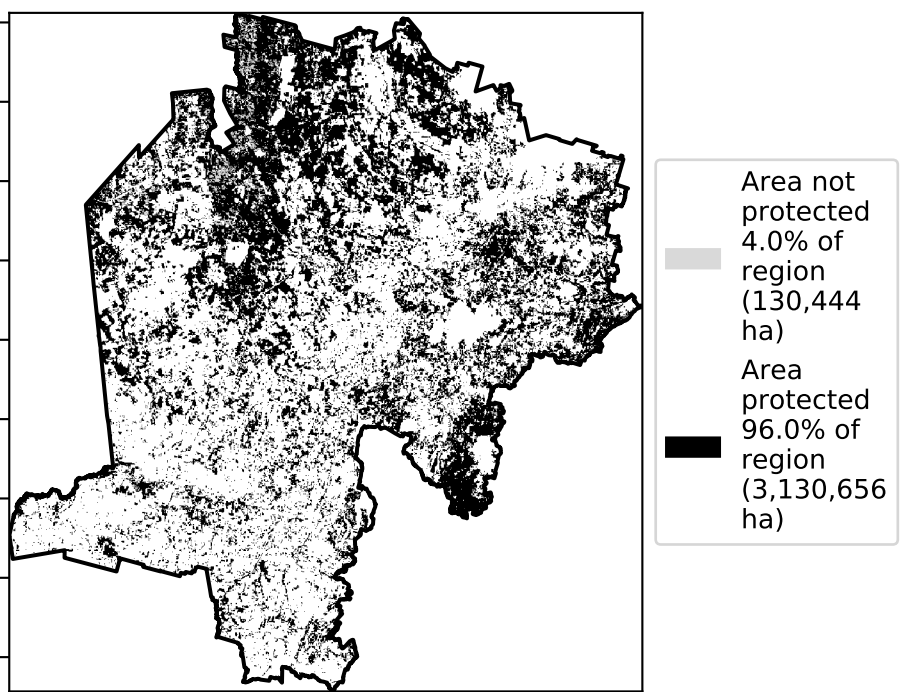 Area not
protected
4.0% of
region
(130,444
ha)
Area
protected
96.0% of
region
(3,130,656
ha)